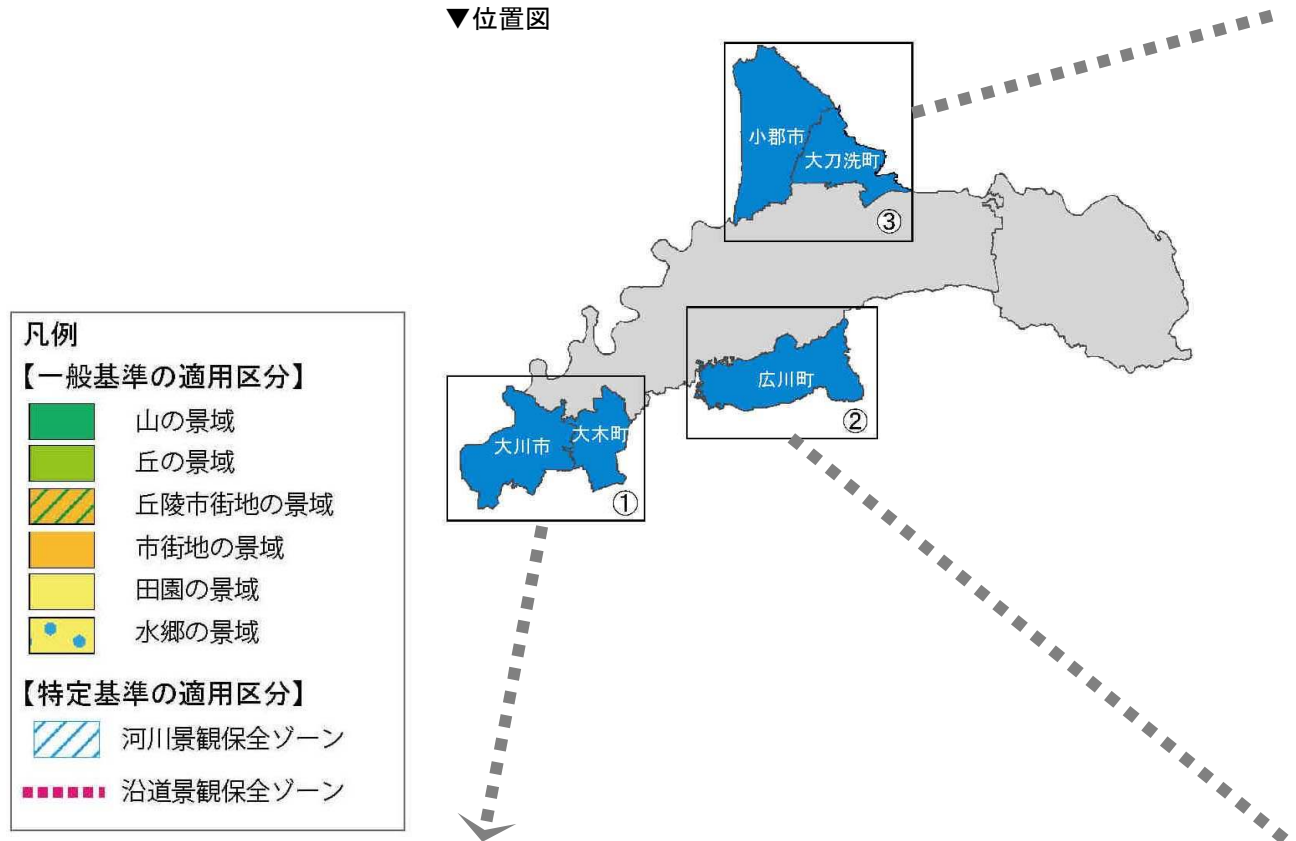 ▼位置図
小郡市
大刀洗町
③
広川町
②
大川市
大木町
①
凡例
【一般基準の適用区分】
山の景域
丘の景域
丘陵市街地の景域
市街地の景域
田園の景域
水郷の景域
【特定基準の適用区分】
河川景観保全ゾーン
沿道景観保全ゾーン